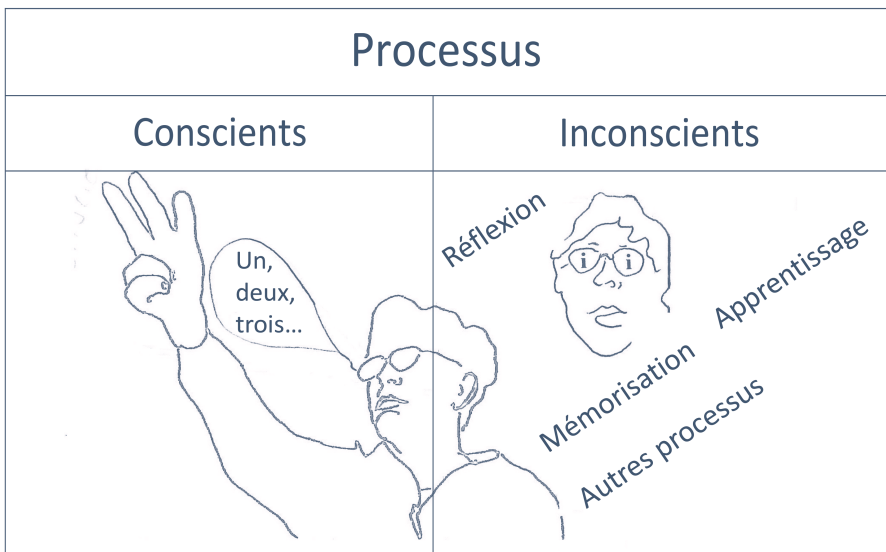 Processus
Conscients
Inconscients
Un,
deux,
trois...
Réflexion
i i
Apprentissage
Mémorisation
Autres processus